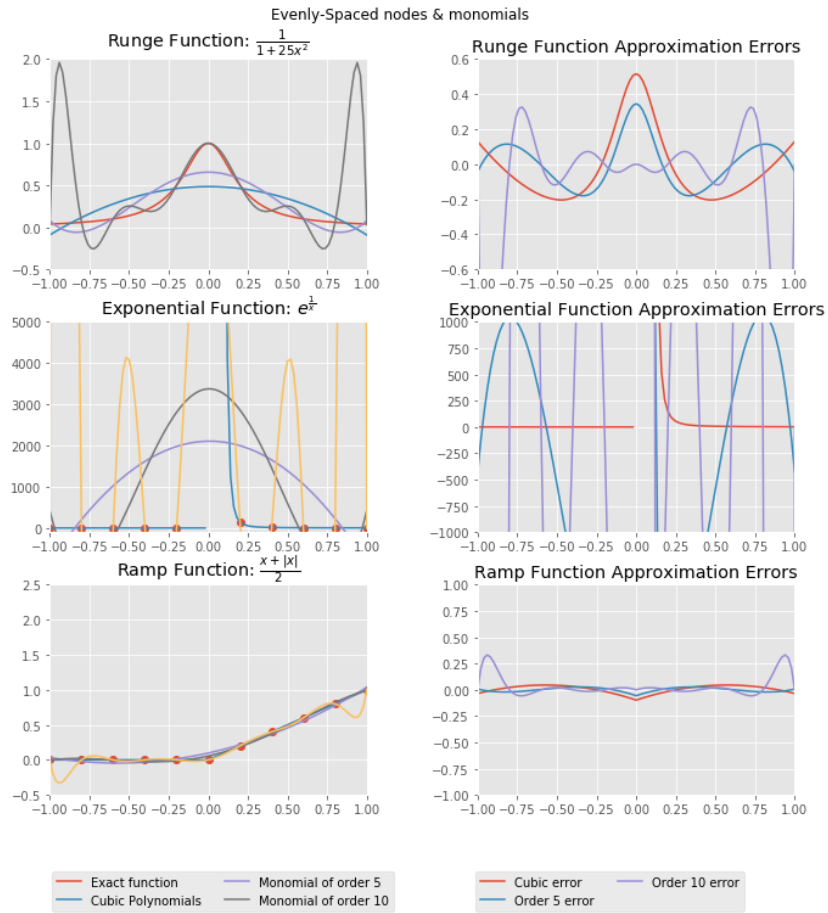 Evenly-Spaced nodes & monomials
Runge Function: \frac{1}{1+25x^2}
2.0
1.5
1.0
0.5
0.0
−0.5
−1.00 −0.75 −0.50 −0.25 0.00 0.25 0.50 0.75 1.00
Runge Function Approximation Errors
0.6
0.4
0.2
0.0
−0.2
−0.4
−0.6
−1.00 −0.75 −0.50 −0.25 0.00 0.25 0.50 0.75 1.00
Exponential Function: e^{\frac{1}{x}}
5000
4000
3000
2000
1000
0
−1.00 −0.75 −0.50 −0.25 0.00 0.25 0.50 0.75 1.00
Exponential Function Approximation Errors
1000
750
500
250
0
−250
−500
−750
−1000
−1.00 −0.75 −0.50 −0.25 0.00 0.25 0.50 0.75 1.00
Ramp Function: \frac{x+|x|}{2}
2.5
2.0
1.5
1.0
0.5
0.0
−0.5
−1.00 −0.75 −0.50 −0.25 0.00 0.25 0.50 0.75 1.00
Ramp Function Approximation Errors
1.00
0.75
0.50
0.25
0.00
−0.25
−0.50
−0.75
−1.00
−1.00 −0.75 −0.50 −0.25 0.00 0.25 0.50 0.75 1.00
Exact function
Cubic Polynomials
Monomial of order 5
Monomial of order 10
Cubic error
Order 5 error
Order 10 error